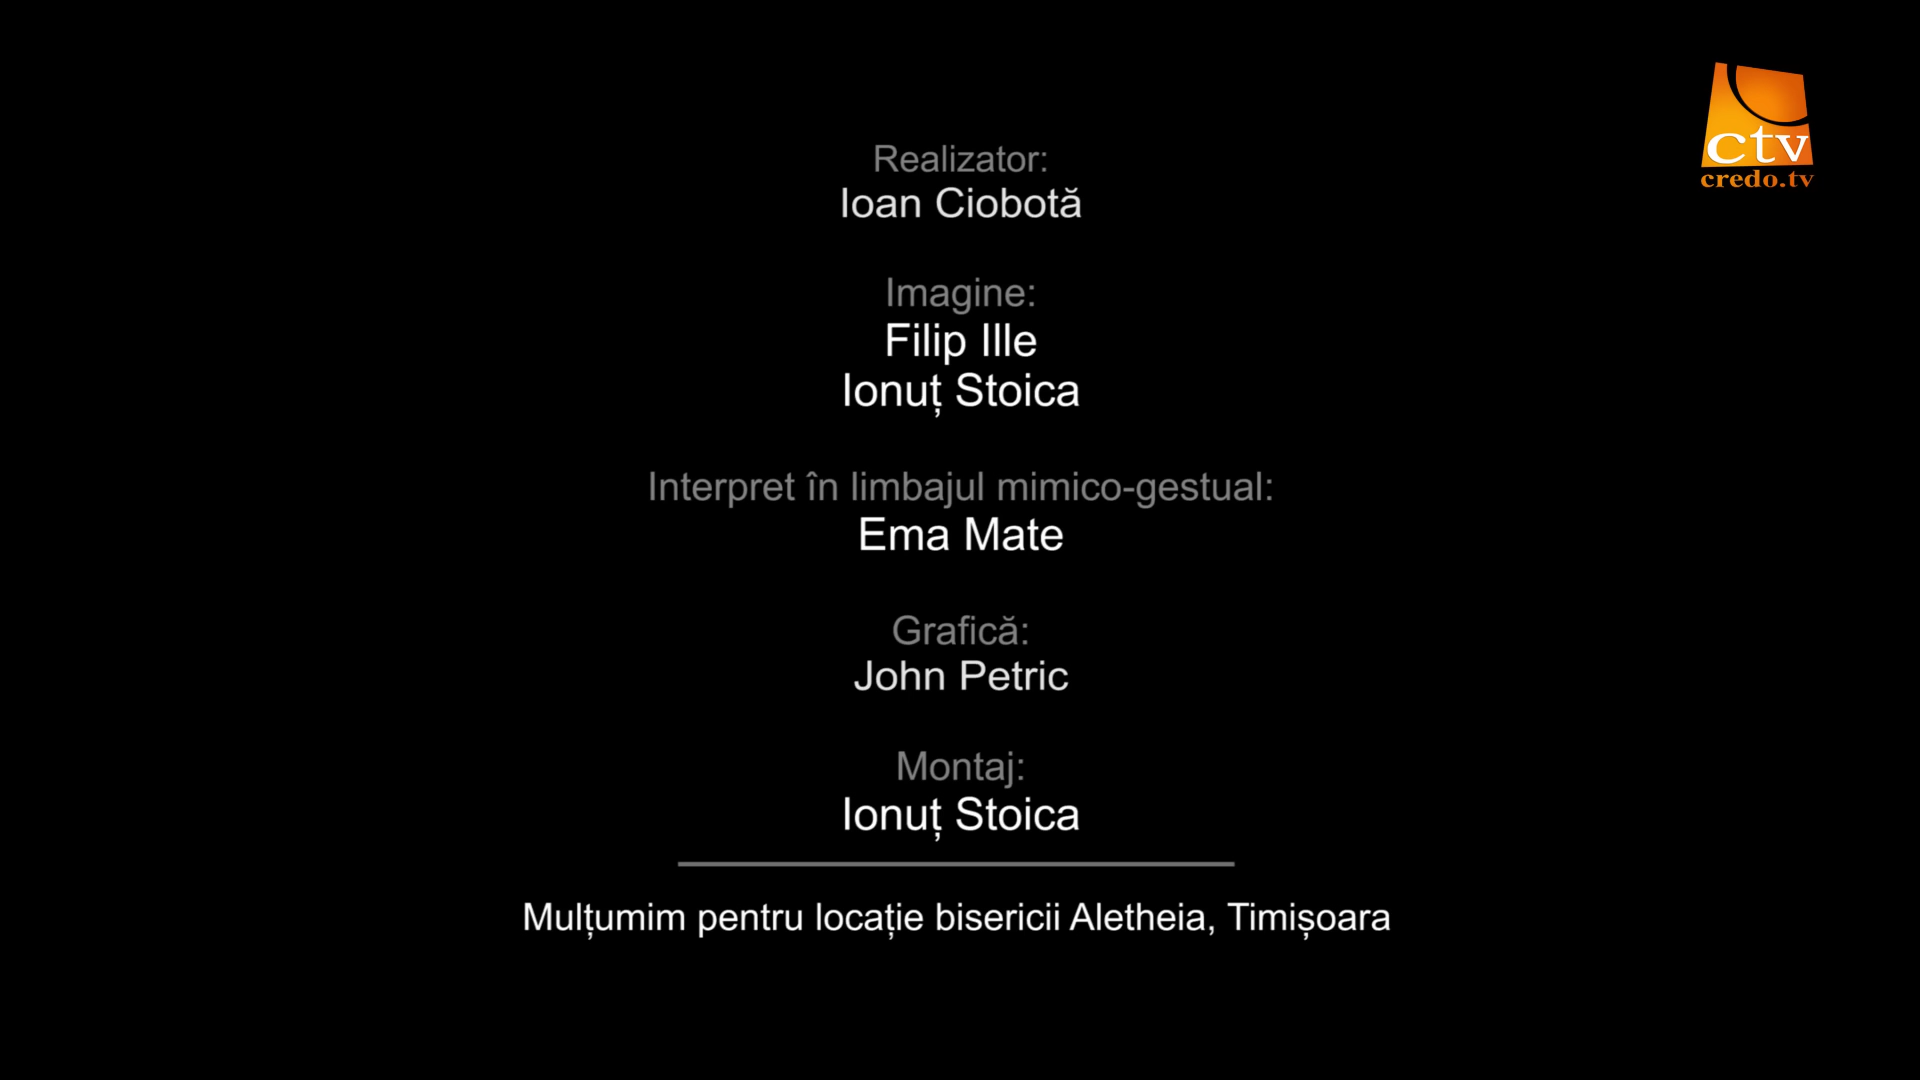 ctv
credo.tv
Realizator:
Ioan Ciobotă
Imagine:
Filip Ille
Ionuț Stoica
Interpret în limbajul mimico-gestual:
Ema Mate
Grafică:
John Petric
Montaj:
Ionuț Stoica
Mulțumim pentru locație bisericii Aletheia, Timișoara